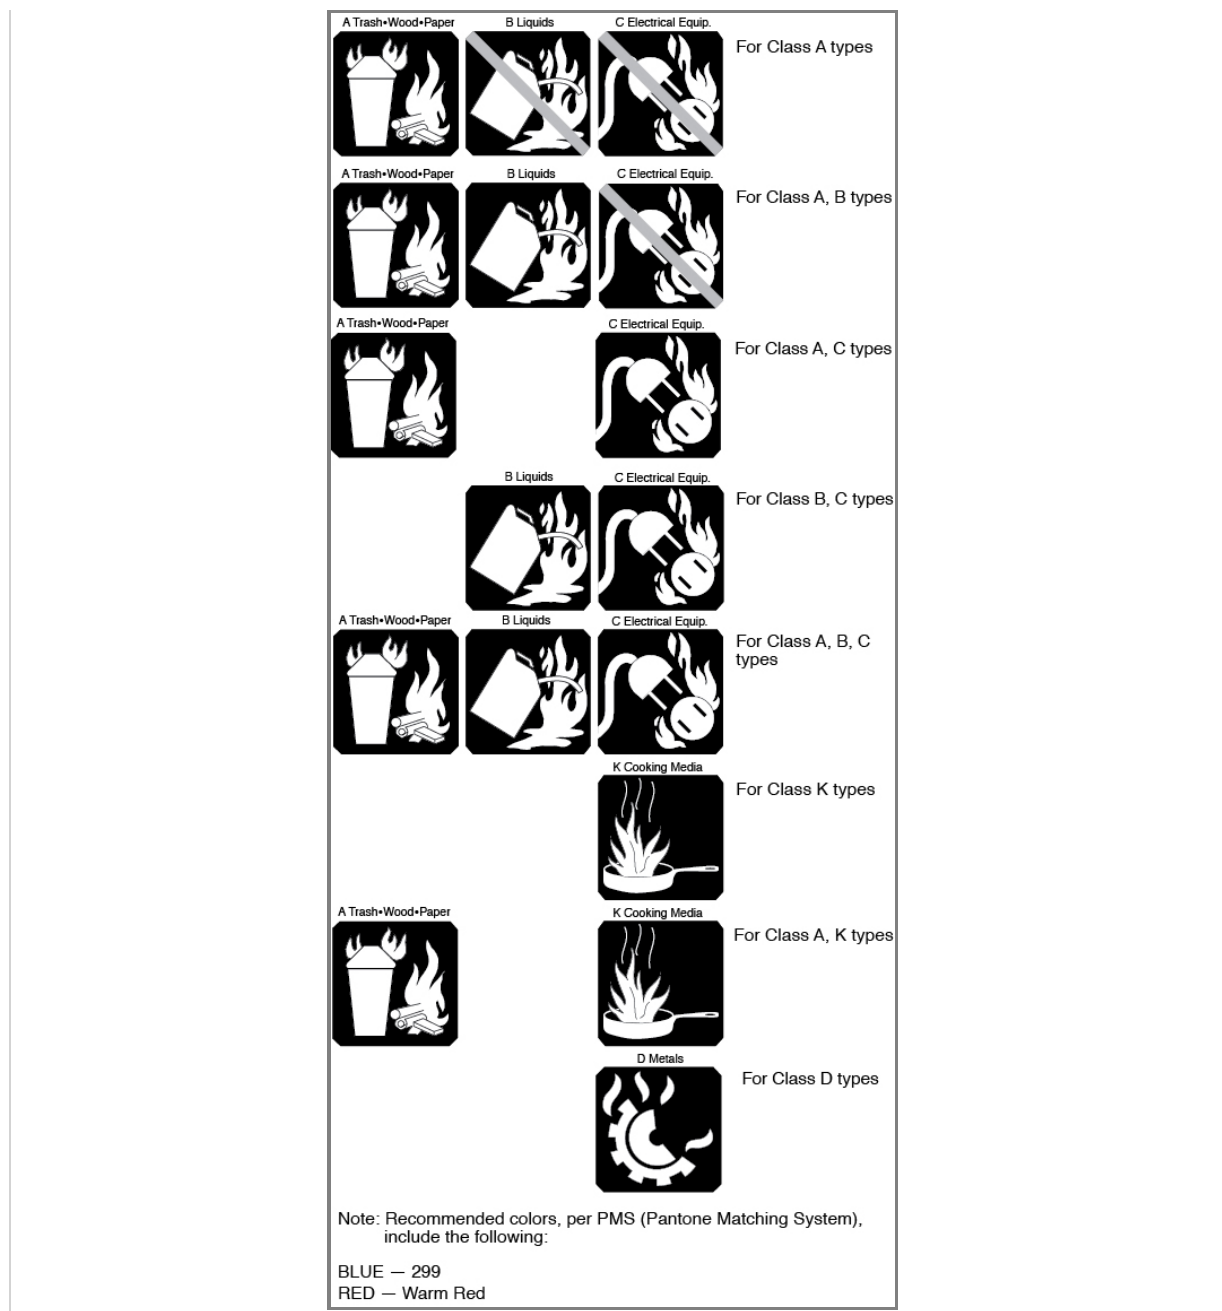 A Trash•Wood•Paper B Liquids C Electrical Equip.
For Class A types
A Trash•Wood•Paper B Liquids C Electrical Equip.
For Class A, B types
A Trash•Wood•Paper C Electrical Equip.
For Class A, C types
B Liquids C Electrical Equip.
For Class B, C types
A Trash•Wood•Paper B Liquids C Electrical Equip.
For Class A, B, C
types
K Cooking Media
For Class K types
A Trash•Wood•Paper K Cooking Media
For Class A, K types
D Metals
For Class D types
Note: Recommended colors, per PMS (Pantone Matching System),
include the following:
BLUE — 299
RED — Warm Red